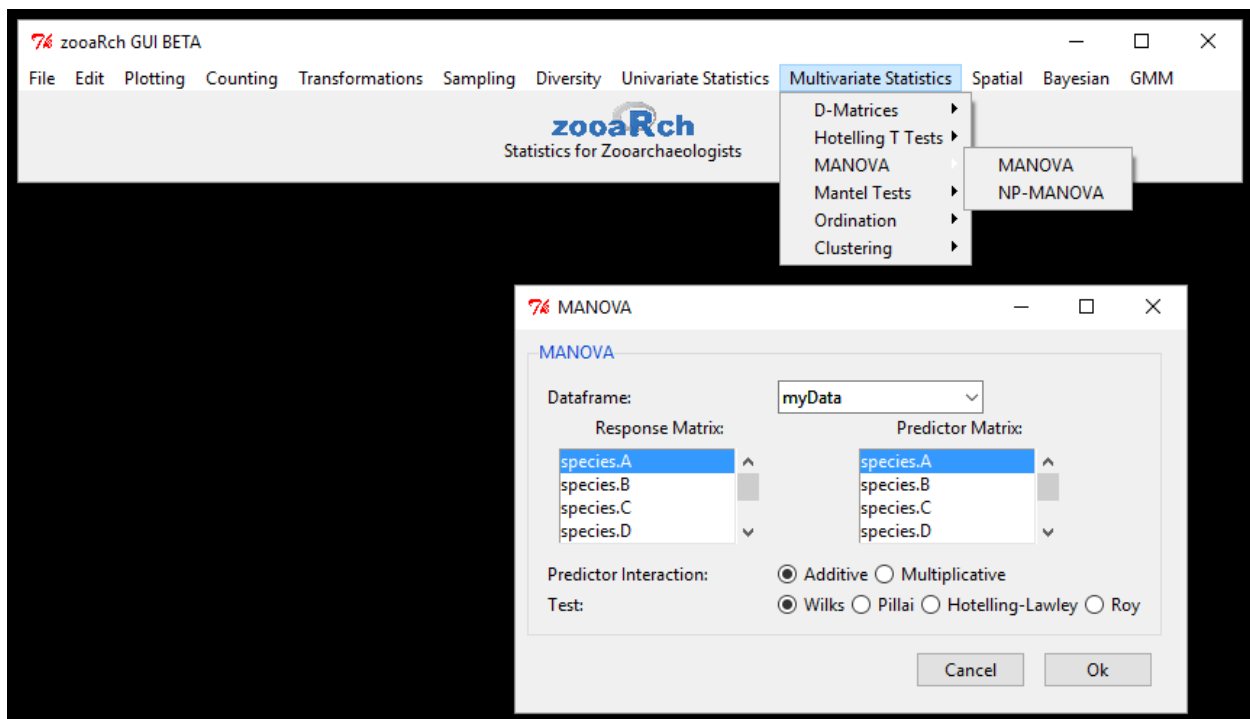 zooaRch GUI BETA
File Edit Plotting Counting Transformations Sampling Diversity Univariate Statistics Multivariate Statistics Spatial Bayesian GMM
zooaRch
Statistics for Zooarchaeologists
D-Matrices
Hotelling T Tests
MANOVA
Mantel Tests
Ordination
Clustering
MANOVA
NP-MANOVA
MANOVA
MANOVA
Dataframe: myData
Response Matrix: Predictor Matrix:
species.A species.A
species.B species.B
species.C species.C
species.D species.D
Predictor Interaction: Additive Multiplicative
Test: Wilks Pillai Hotelling-Lawley Roy
Cancel Ok